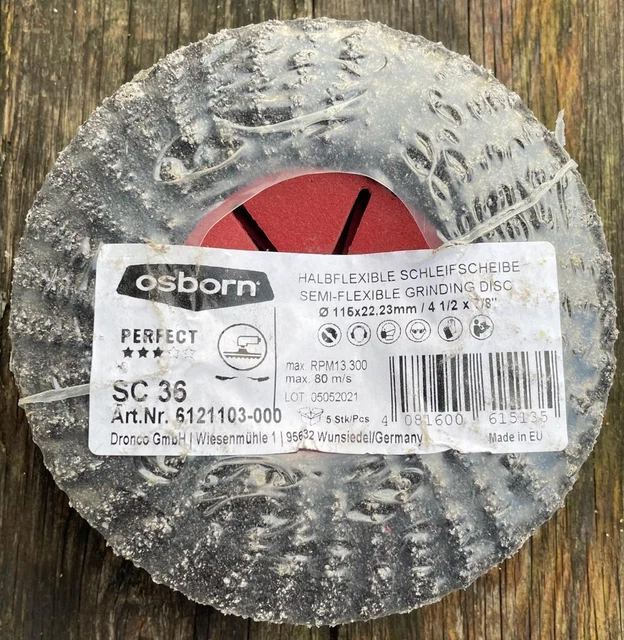 osborn
HALBFLEXIBLE SCHLEIFSCHEIBE
SEMI-FLEXIBLE GRINDING DISC
Ø 115x22.23mm / 4 1/2 x 7/8"
PERFECT
max. RPM13.300
max. 80 m/s
LOT: 05052021
SC 36
Art.Nr. 6121103-000
5 Stk/Pcs
4 081600 615135
Dronco GmbH | Wiesenmühle 1 | 95632 Wunsiedel/Germany
Made in EU